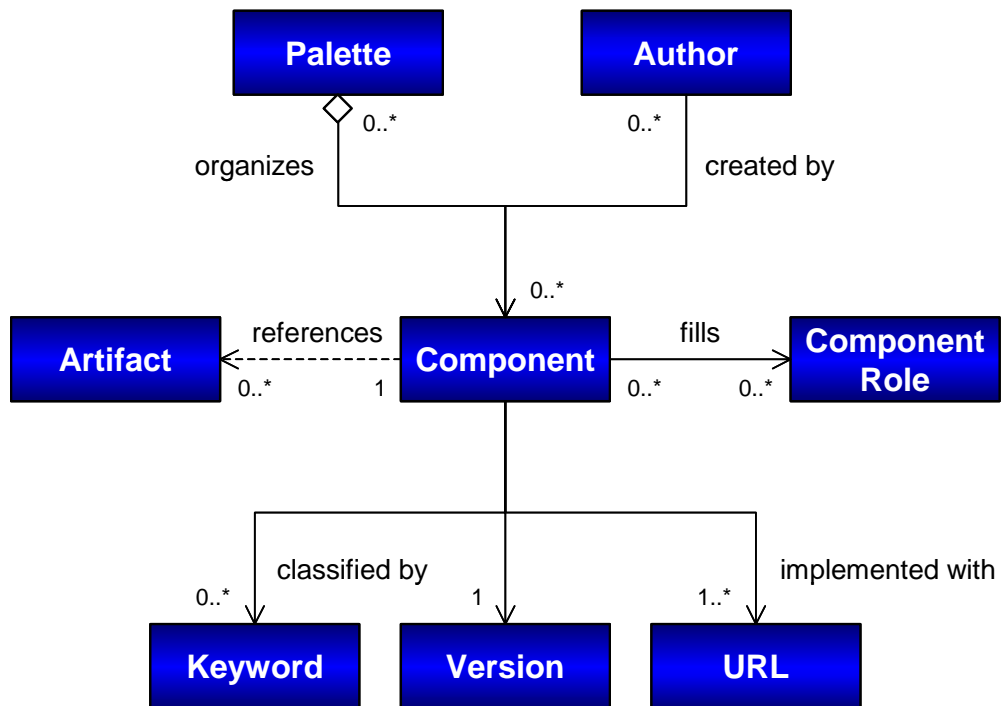 Palette
Author
0..*
0..*
organizes
created by
0..*
references
fills
Artifact
Component
Component
Role
0..*
1
0..*
0..*
classified by
implemented with
0..*
1
1..*
Keyword
Version
URL